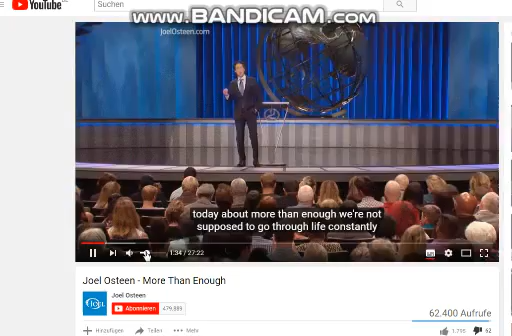 YouTube
Suchen
www.BANDICAM.com
JoelOsteen.com
today about more than enough we're not
supposed to go through life constantly
1:34 / 27:22
Joel Osteen - More Than Enough
JOEL
Joel Osteen
Abonnieren 479.889
62.400 Aufrufe
Hinzufügen Teilen Mehr
1.795 62